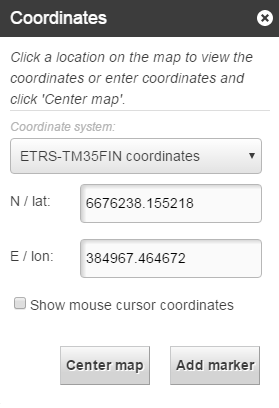 Coordinates
Click a location on the map to view the
coordinates or enter coordinates and
click 'Center map'.
Coordinate system:
ETRS-TM35FIN coordinates
N / lat: 6676238.155218
E / lon: 384967.464672
Show mouse cursor coordinates
Center map Add marker